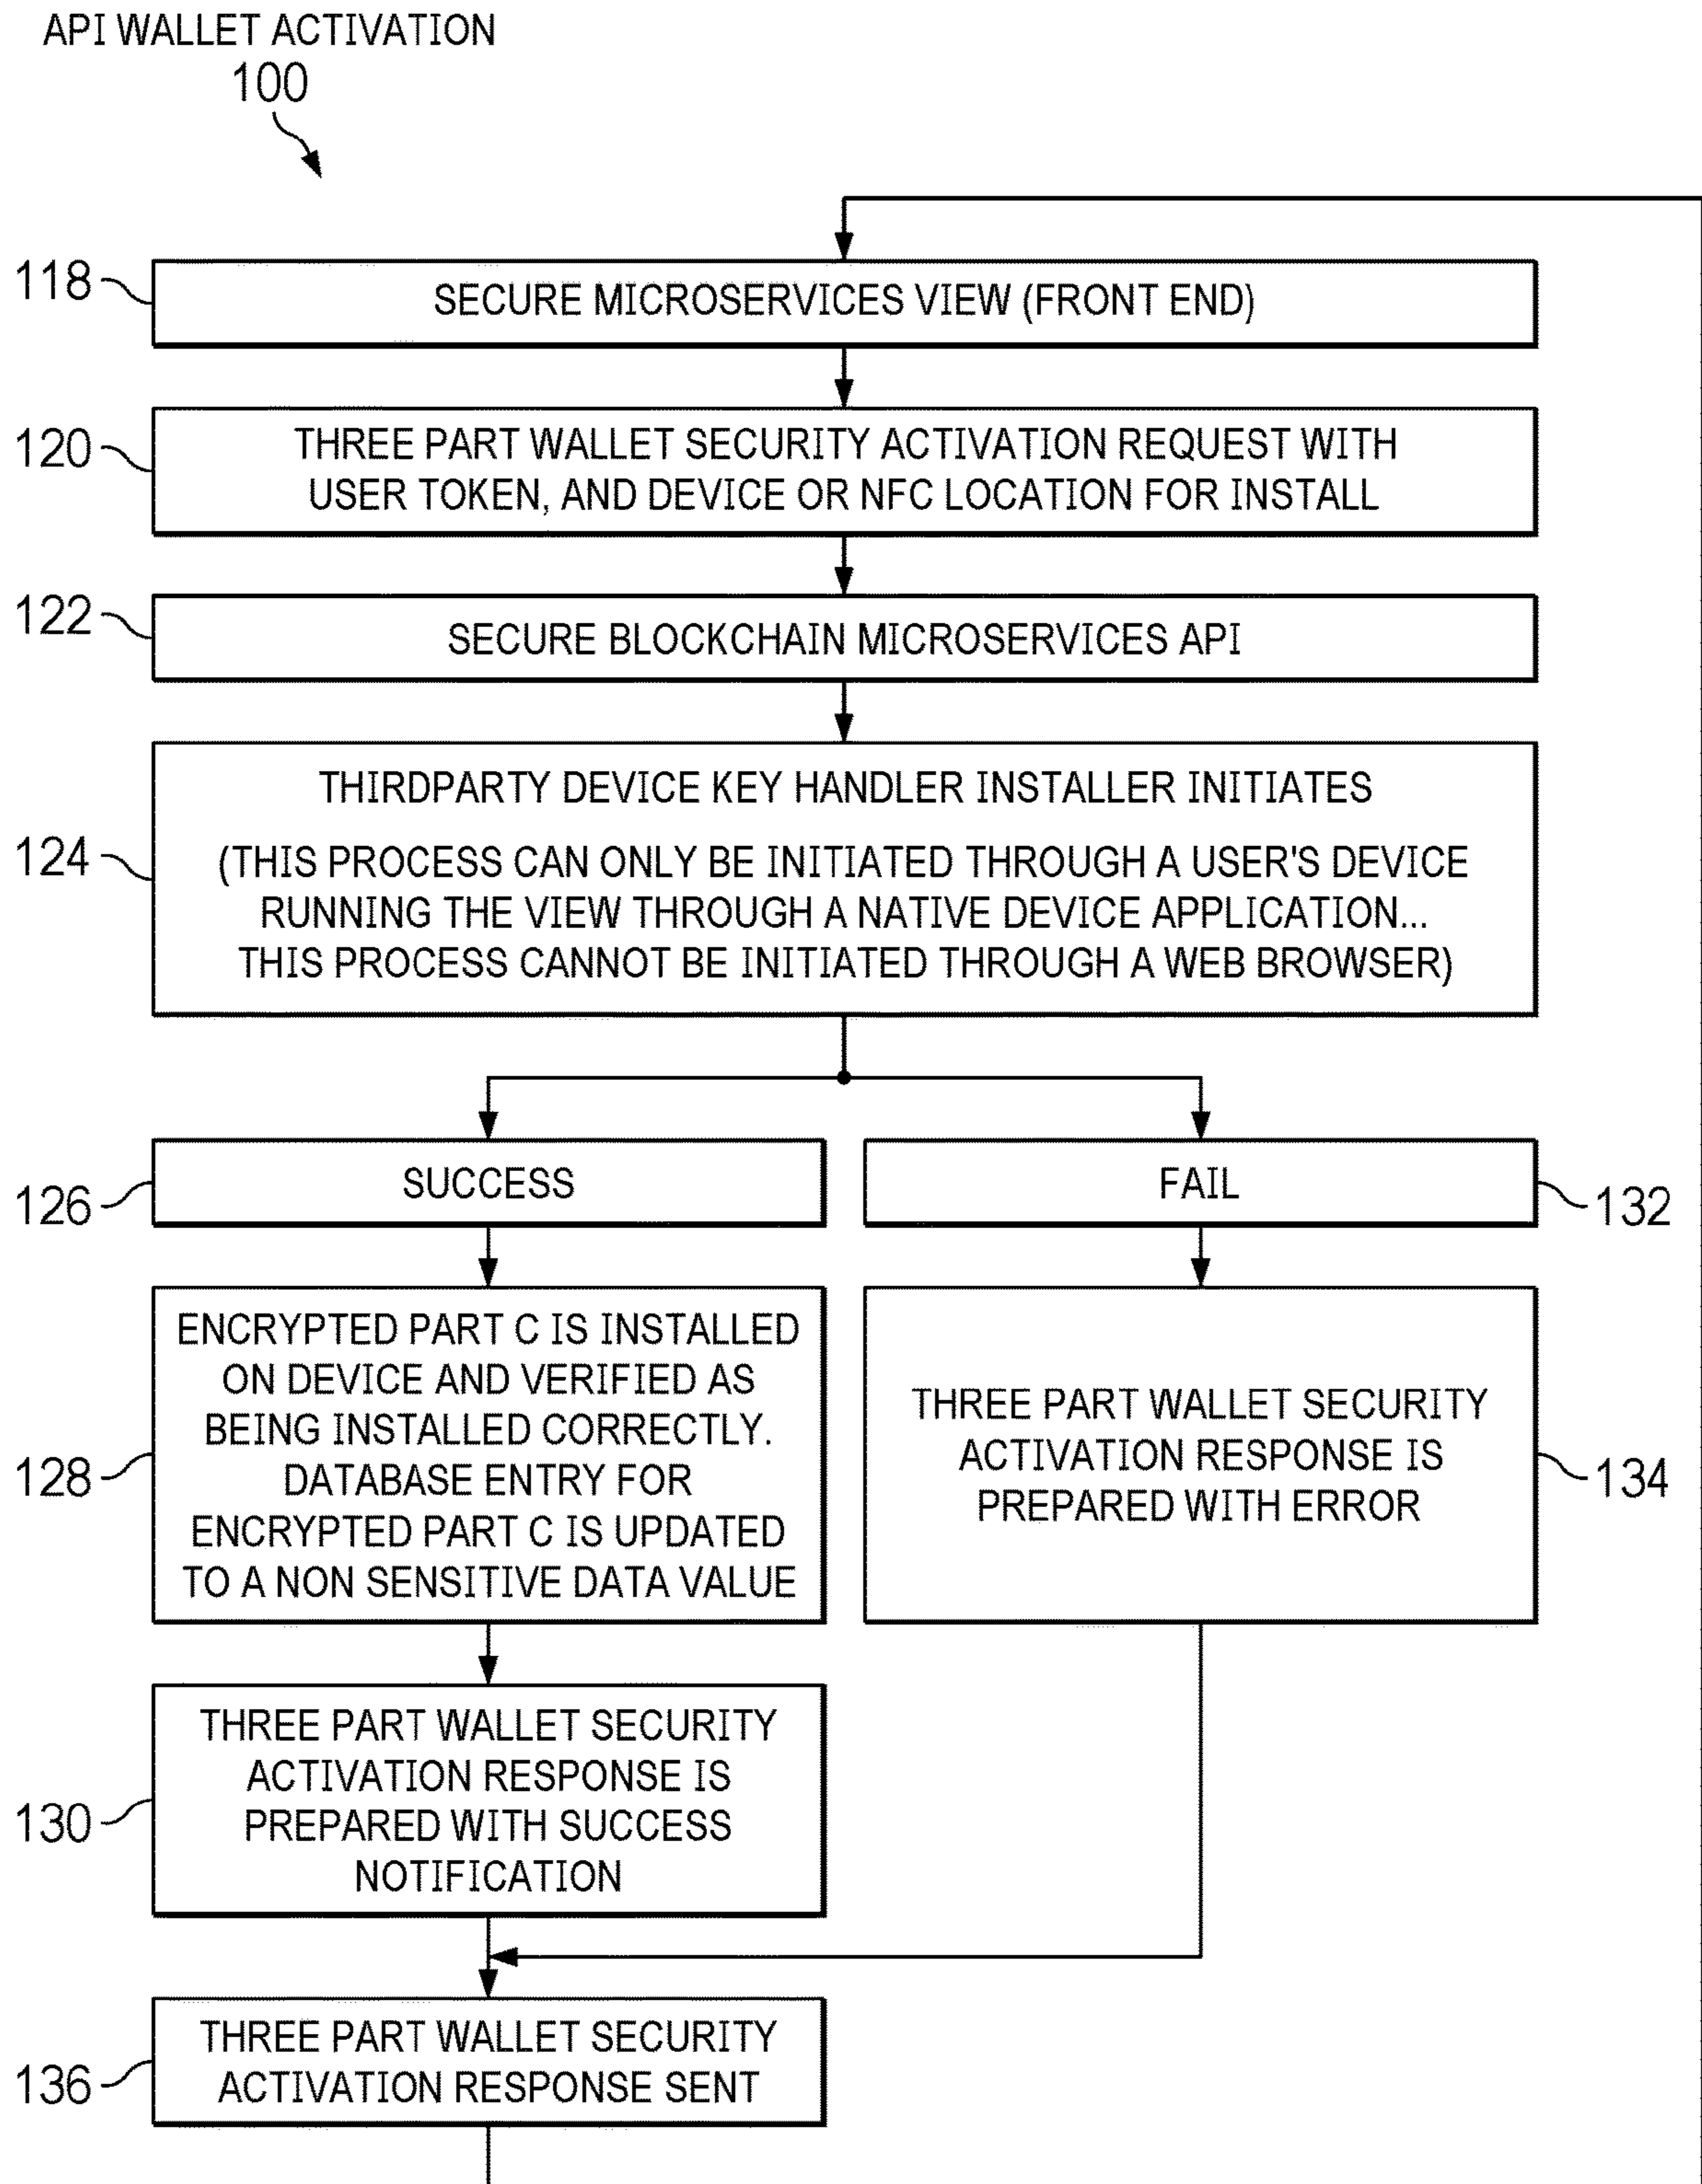 API WALLET ACTIVATION
100
118
SECURE MICROSERVICES VIEW (FRONT END)
120
THREE PART WALLET SECURITY ACTIVATION REQUEST WITH
USER TOKEN, AND DEVICE OR NFC LOCATION FOR INSTALL
122
SECURE BLOCKCHAIN MICROSERVICES API
124
THIRDPARTY DEVICE KEY HANDLER INSTALLER INITIATES
(THIS PROCESS CAN ONLY BE INITIATED THROUGH A USER'S DEVICE
RUNNING THE VIEW THROUGH A NATIVE DEVICE APPLICATION...
THIS PROCESS CANNOT BE INITIATED THROUGH A WEB BROWSER)
126
SUCCESS
FAIL
132
128
ENCRYPTED PART C IS INSTALLED
ON DEVICE AND VERIFIED AS
BEING INSTALLED CORRECTLY.
DATABASE ENTRY FOR
ENCRYPTED PART C IS UPDATED
TO A NON SENSITIVE DATA VALUE
THREE PART WALLET SECURITY
ACTIVATION RESPONSE IS
PREPARED WITH ERROR
134
130
THREE PART WALLET SECURITY
ACTIVATION RESPONSE IS
PREPARED WITH SUCCESS
NOTIFICATION
136
THREE PART WALLET SECURITY
ACTIVATION RESPONSE SENT